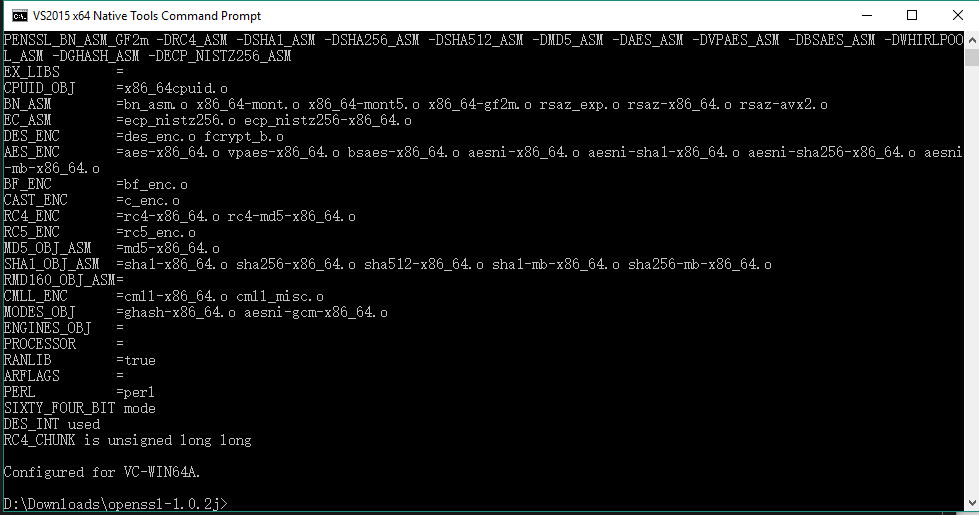 VS2015 x64 Native Tools Command Prompt
PENSSL_BN_ASM_GF2m -DRC4_ASM -DSHA1_ASM -DSHA256_ASM -DSHA512_ASM -DMD5_ASM -DAES_ASM -DVPAES_ASM -DBSAES_ASM -DWHIRLPOO
L_ASM -DGHASH_ASM -DECP_NISTZ256_ASM
EX_LIBS       =
CPUID_OBJ     =x86_64cpuid.o
BN_ASM        =bn_asm.o x86_64-mont.o x86_64-mont5.o x86_64-gf2m.o rsaz_exp.o rsaz-x86_64.o rsaz-avx2.o
EC_ASM        =ecp_nistz256.o ecp_nistz256-x86_64.o
DES_ENC       =des_enc.o fcrypt_b.o
AES_ENC       =aes-x86_64.o vpaes-x86_64.o bsaes-x86_64.o aesni-x86_64.o aesni-sha1-x86_64.o aesni-sha256-x86_64.o aesni
-mb-x86_64.o
BF_ENC        =bf_enc.o
CAST_ENC      =c_enc.o
RC4_ENC       =rc4-x86_64.o rc4-md5-x86_64.o
RC5_ENC       =rc5_enc.o
MD5_OBJ_ASM   =md5-x86_64.o
SHA1_OBJ_ASM  =sha1-x86_64.o sha256-x86_64.o sha512-x86_64.o sha1-mb-x86_64.o sha256-mb-x86_64.o
RMD160_OBJ_ASM=
CMLL_ENC      =cmll-x86_64.o cmll_misc.o
MODES_OBJ     =ghash-x86_64.o aesni-gcm-x86_64.o
ENGINES_OBJ   =
PROCESSOR     =
RANLIB        =true
ARFLAGS       =
PERL          =perl
SIXTY_FOUR_BIT mode
DES_INT used
RC4_CHUNK is unsigned long long
Configured for VC-WIN64A.
D:\Downloads\openssl-1.0.2j>